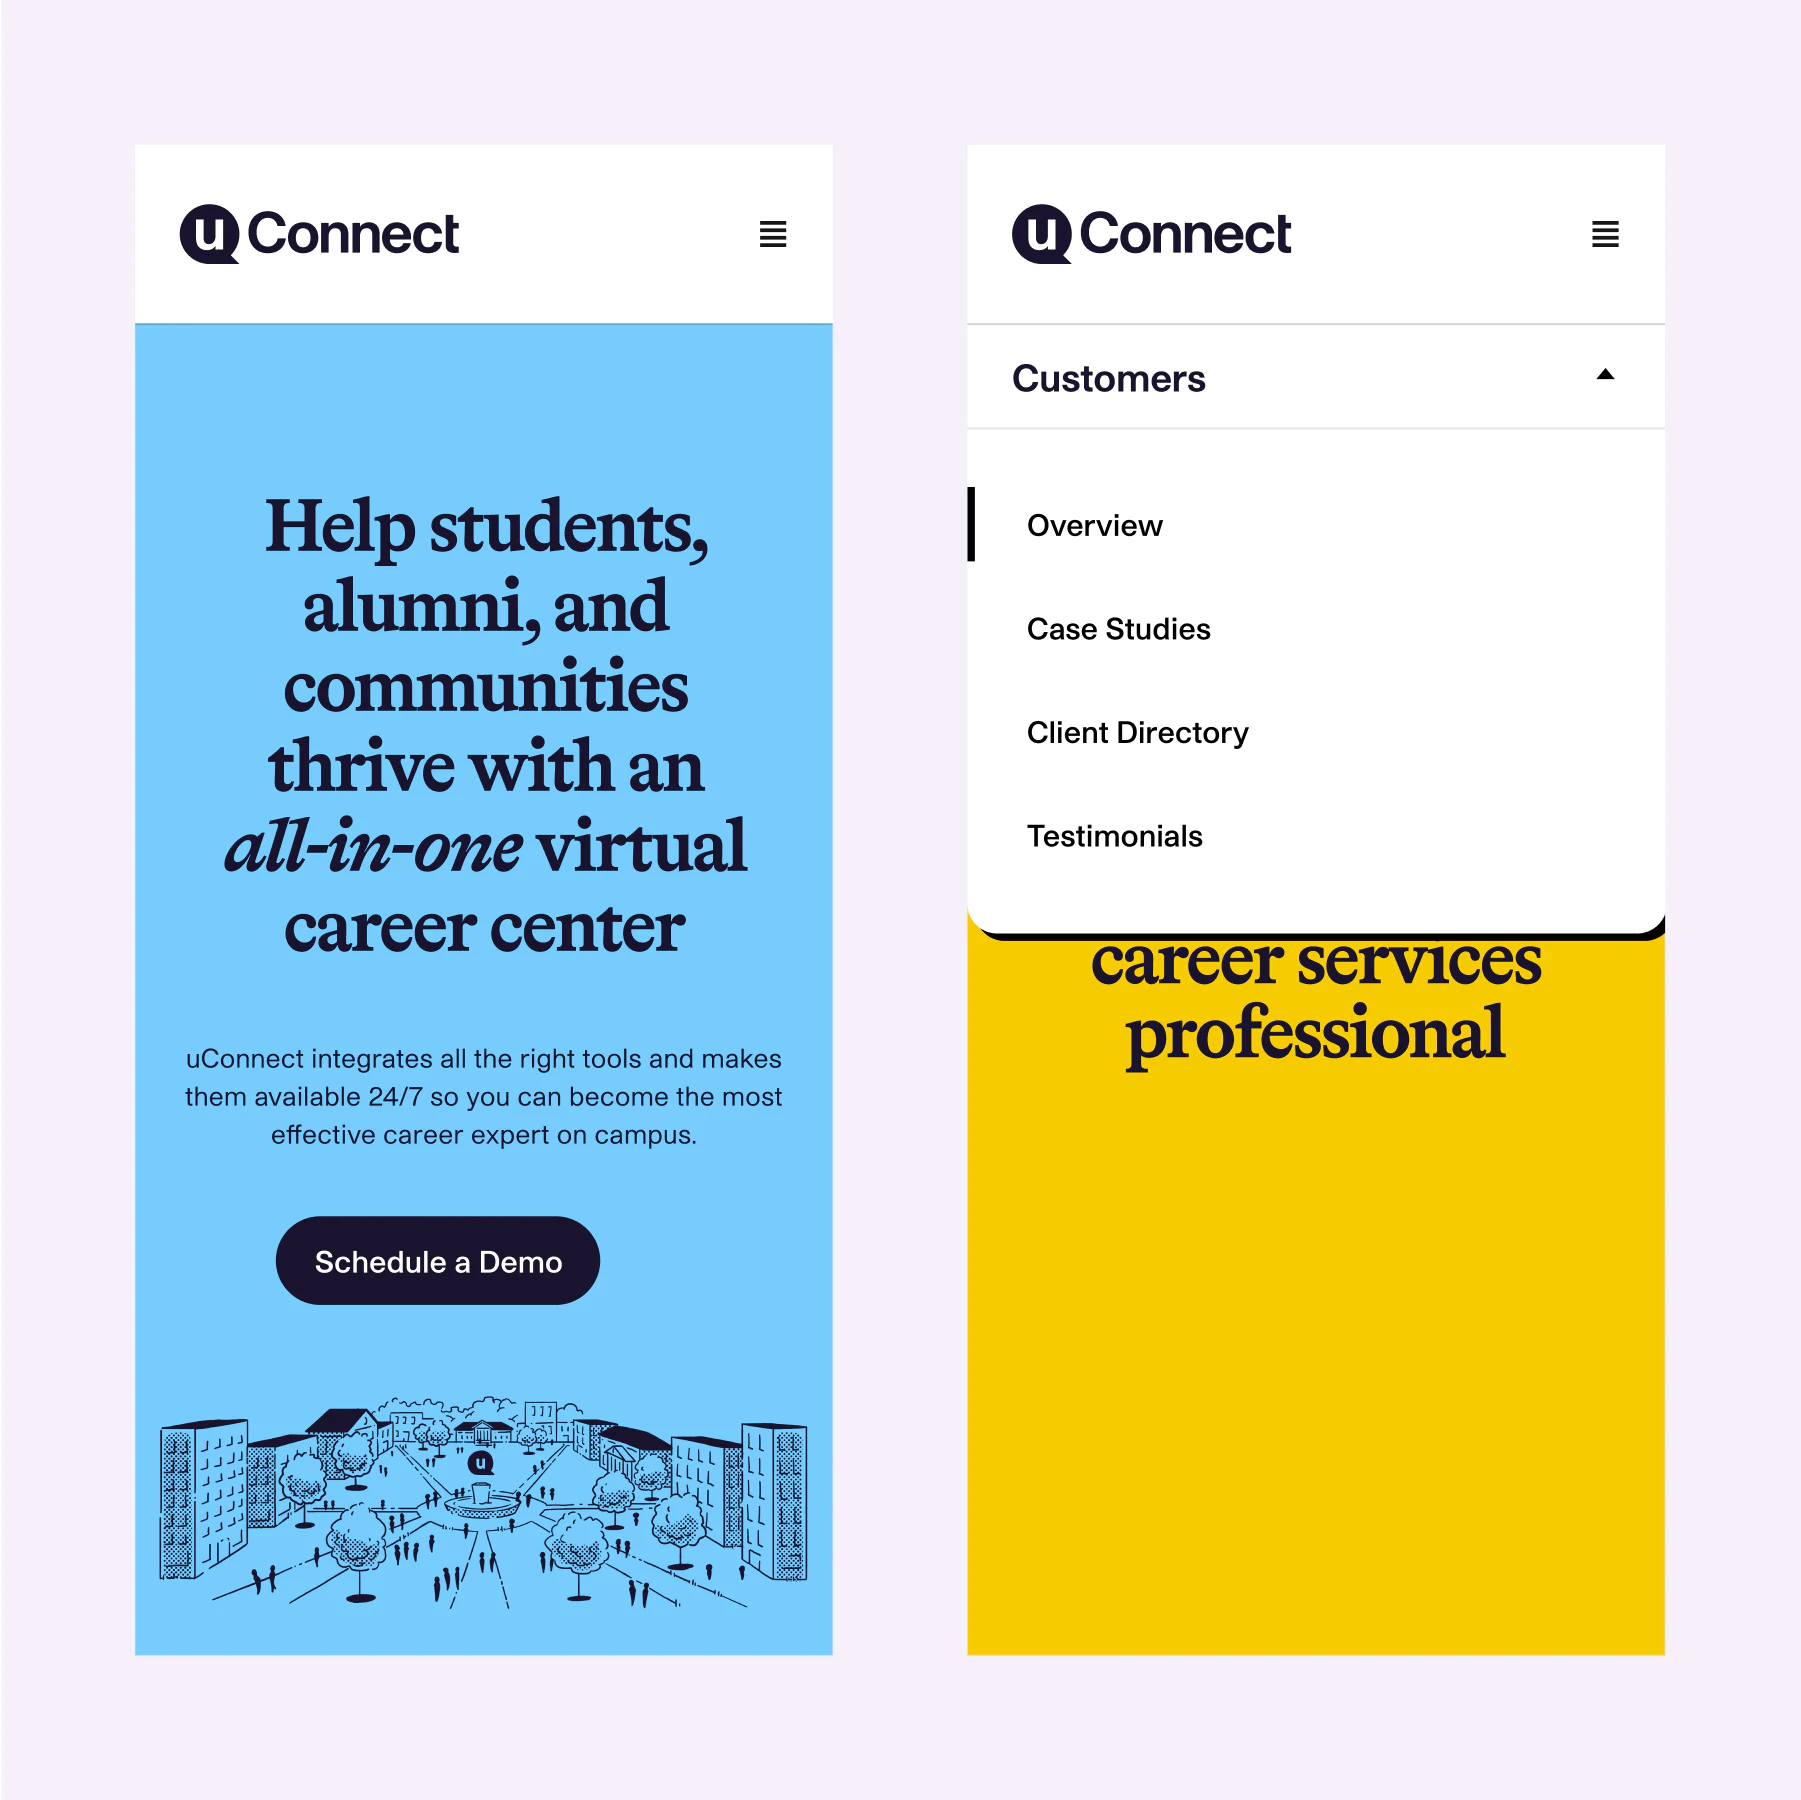 uConnect
Help students,
alumni, and
communities
thrive with an
all-in-one virtual
career center
uConnect integrates all the right tools and makes
them available 24/7 so you can become the most
effective career expert on campus.
Schedule a Demo
u
uConnect
Customers
Overview
Case Studies
Client Directory
Testimonials
career services
professional